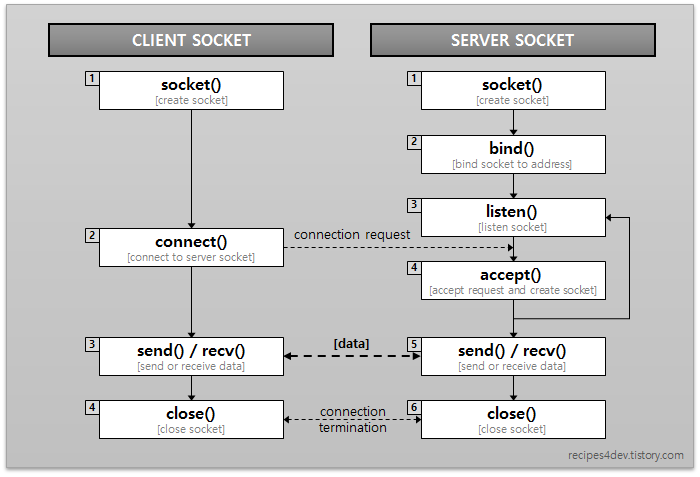 CLIENT SOCKET
SERVER SOCKET
1
socket()
[create socket]
1
socket()
[create socket]
2
bind()
[bind socket to address]
3
listen()
[listen socket]
2
connect()
[connect to server socket]
connection request
4
accept()
[accept request and create socket]
3
send() / recv()
[send or receive data]
[data]
5
send() / recv()
[send or receive data]
4
close()
[close socket]
connection
termination
6
close()
[close socket]
recipes4dev.tistory.com